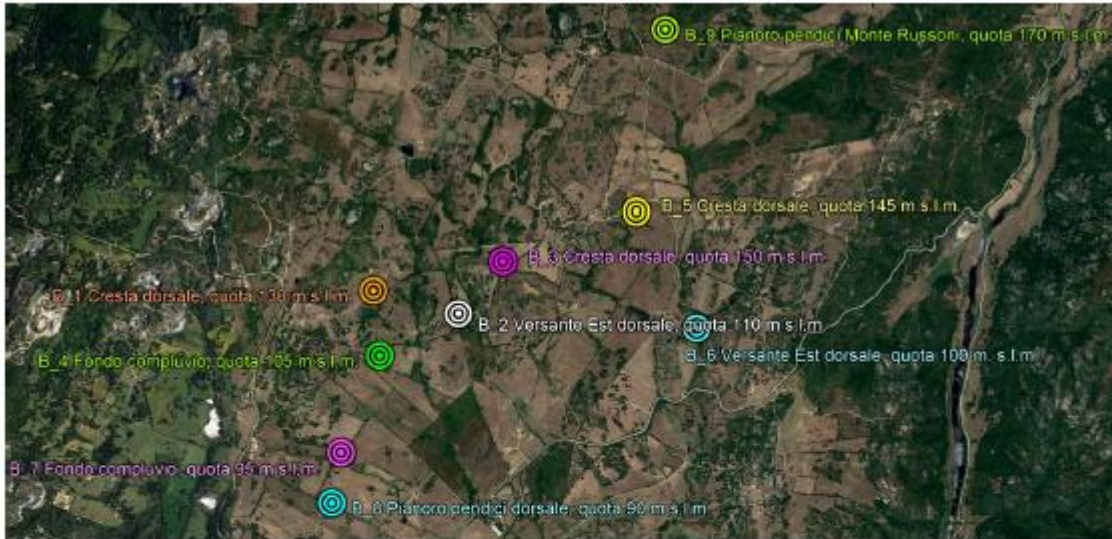 B_9 Pianoro pendici Monte Russoni, quota 170 m s.l.m.
B_5 Cresta dorsale, quota 145 m s.l.m.
B_3 Cresta dorsale, quota 150 m s.l.m.
B_1 Cresta dorsale, quota 130 m s.l.m.
B_2 Versante Est dorsale, quota 110 m s.l.m.
B_6 Versante Est dorsale, quota 100 m. s.l.m
B_4 Fondo compluvio, quota 105 m s.l.m.
B_7 Fondo compluvio, quota 95 m s.l.m.
B_8 Pianoro pendici dorsale, quota 90 m s.l.m.